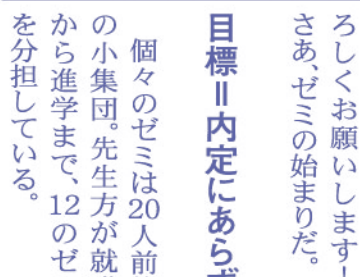 ろしくお願いします
さあ、ゼミの始まりだ。
目標＝内定にあらず
個々のゼミは20人前
の小集団。先生方が就
から進学まで、12のゼ
を分担している。